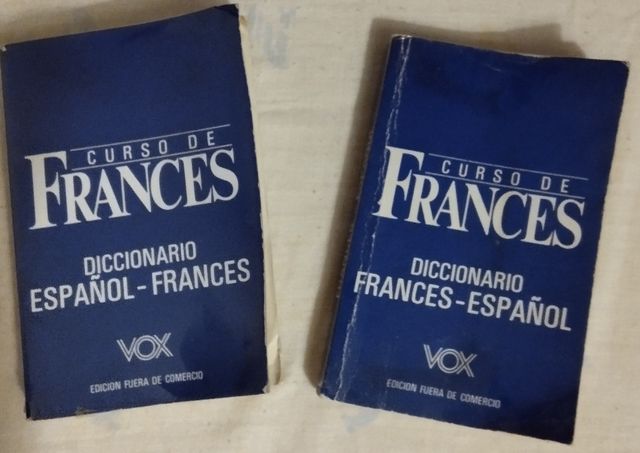 CURSO DE
FRANCES
DICCIONARIO
ESPAÑOL-FRANCES
VOX
EDICION FUERA DE COMERCIO
CURSO DE
FRANCES
DICCIONARIO
FRANCES-ESPAÑOL
VOX
EDICION FUERA DE COMERCIO